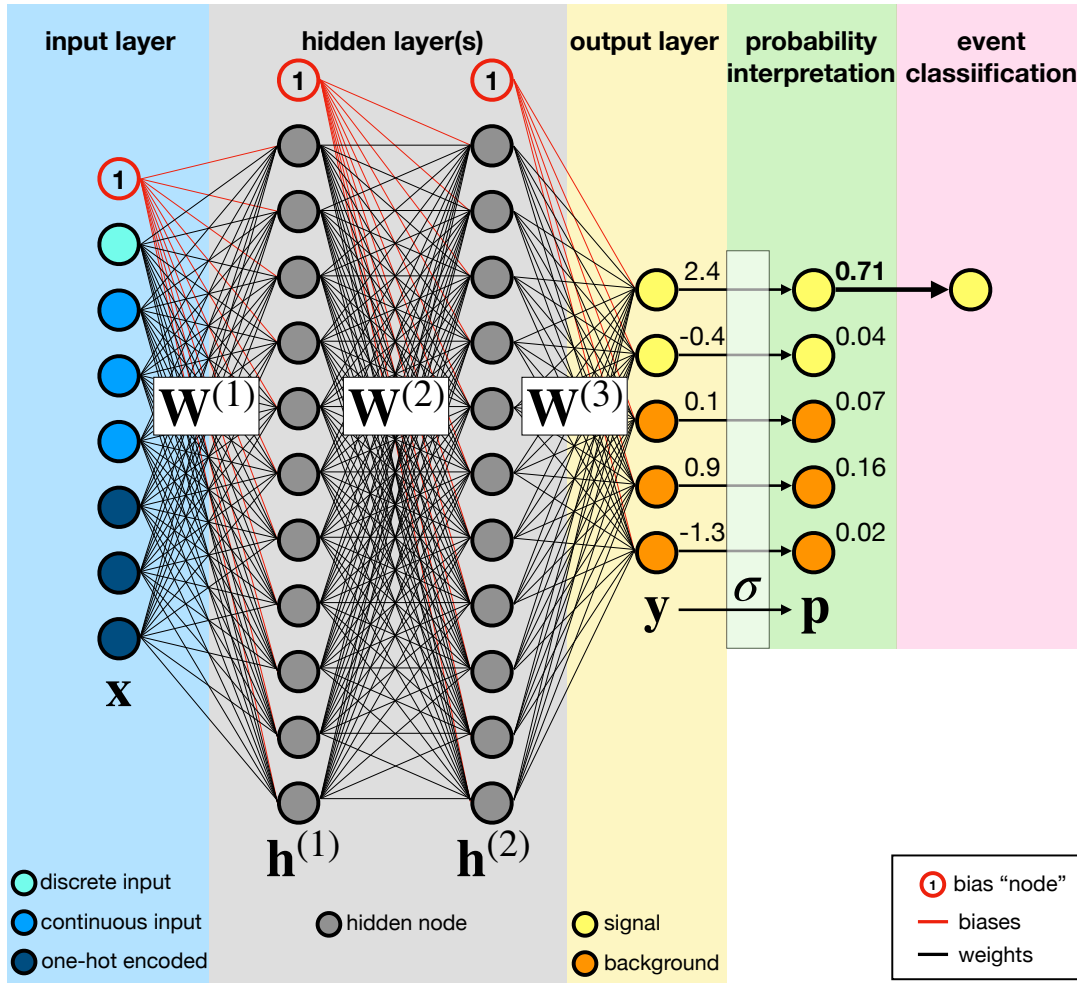 input layer
hidden layer(s)
output layer
probability
interpretation
event
classiification
1
1
1
2.4
0.71
-0.4
0.04
W(1)
W(2)
W(3)
0.1
0.07
0.9
0.16
-1.3
0.02
σ
y
p
x
h(1)
h(2)
discrete input
continuous input
one-hot encoded
hidden node
signal
background
1
bias “node”
biases
weights